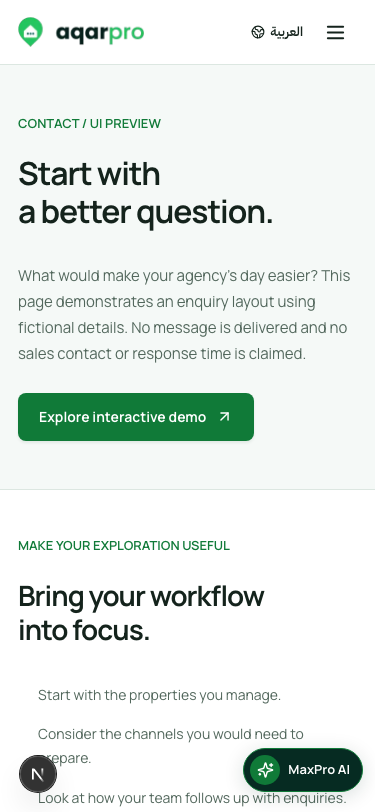 aqarpro
العربية
CONTACT / UI PREVIEW
Start with
a better question.
What would make your agency's day easier? This
page demonstrates an enquiry layout using
fictional details. No message is delivered and no
sales contact or response time is claimed.
Explore interactive demo
MAKE YOUR EXPLORATION USEFUL
Bring your workflow
into focus.
Start with the properties you manage.
Consider the channels you would need to
N
MaxPro AI
Look at how your team follows up with enquiries.